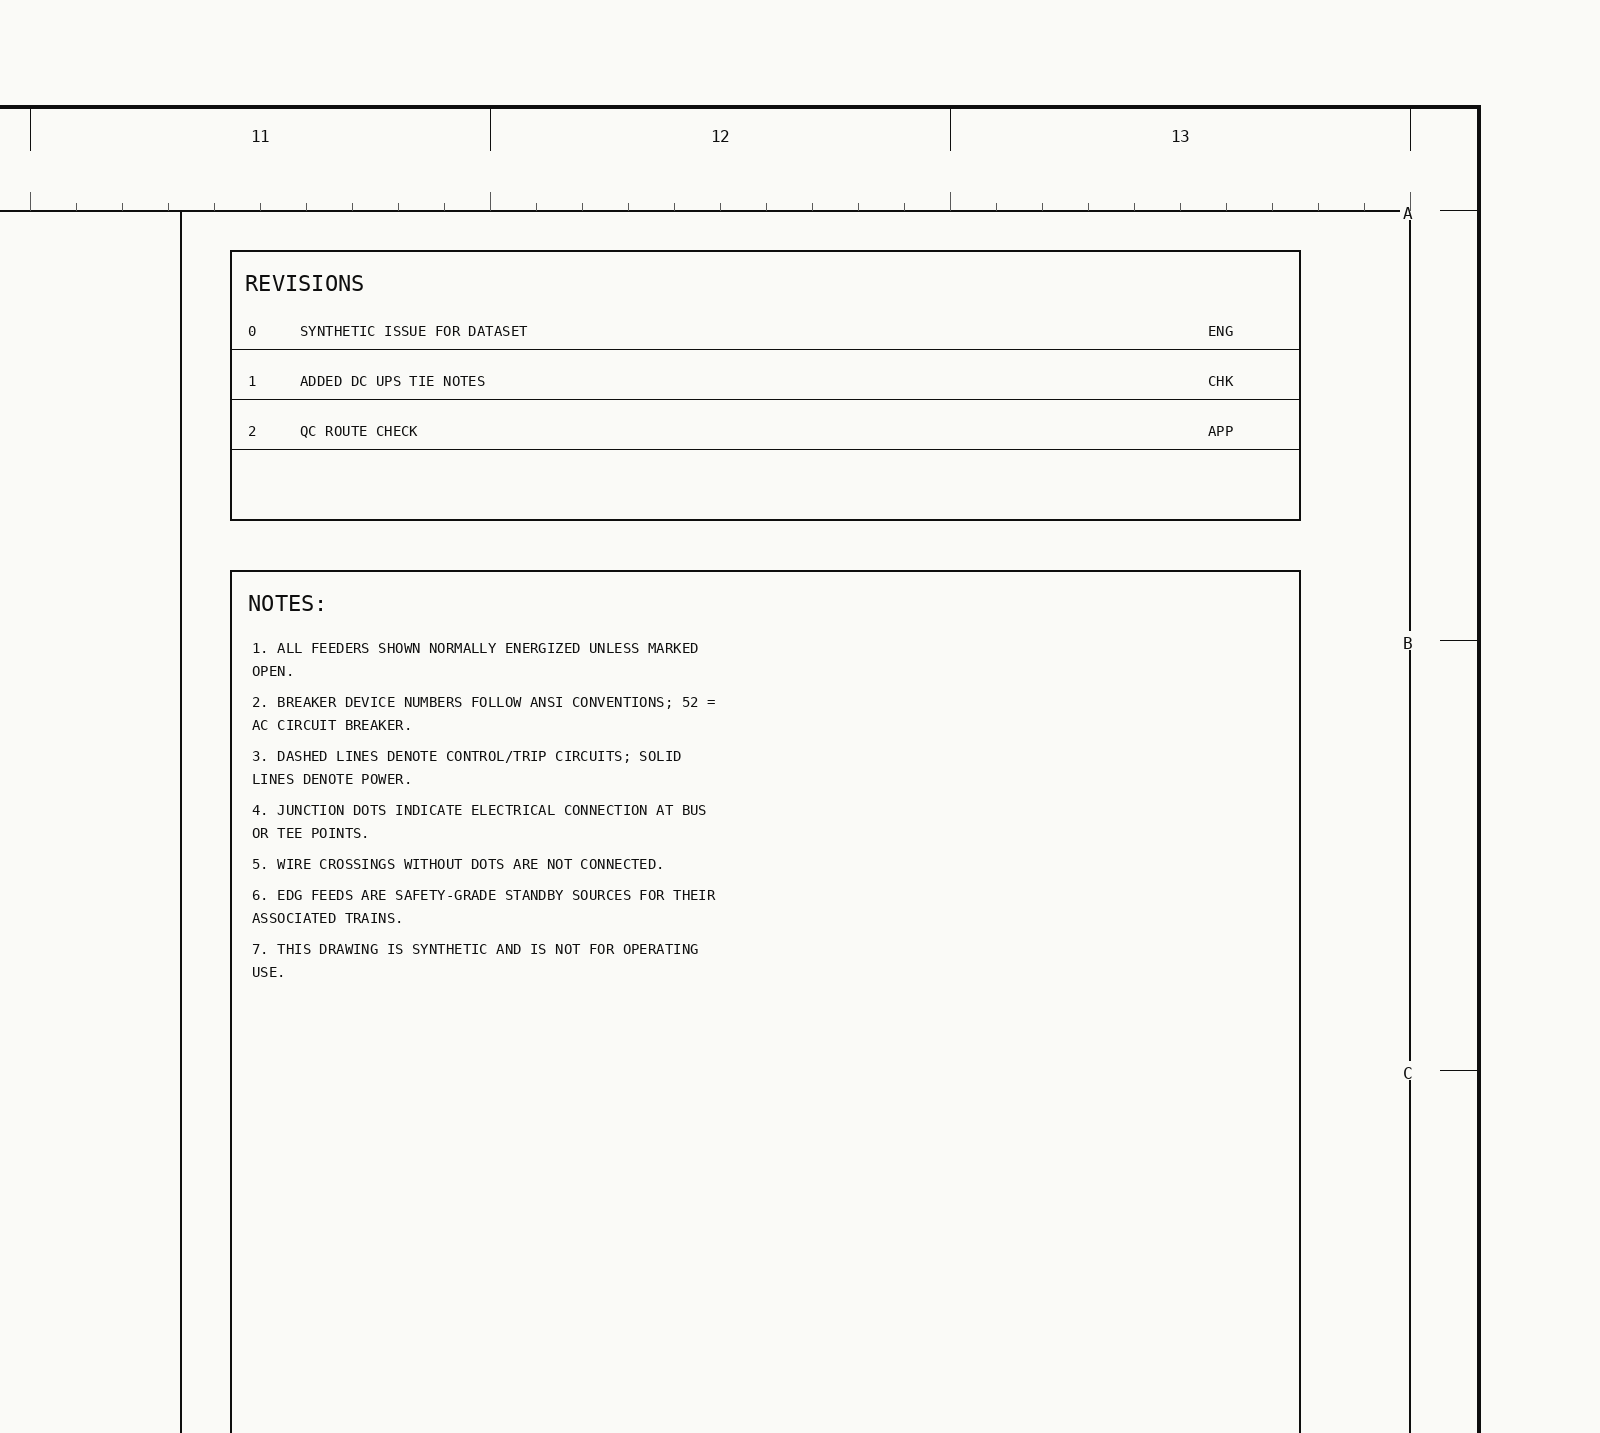 11 12 13
A
REVISIONS
0 SYNTHETIC ISSUE FOR DATASET ENG
1 ADDED DC UPS TIE NOTES CHK
2 QC ROUTE CHECK APP
NOTES:
1. ALL FEEDERS SHOWN NORMALLY ENERGIZED UNLESS MARKED
OPEN.
B
2. BREAKER DEVICE NUMBERS FOLLOW ANSI CONVENTIONS; 52 =
AC CIRCUIT BREAKER.
3. DASHED LINES DENOTE CONTROL/TRIP CIRCUITS; SOLID
LINES DENOTE POWER.
4. JUNCTION DOTS INDICATE ELECTRICAL CONNECTION AT BUS
OR TEE POINTS.
5. WIRE CROSSINGS WITHOUT DOTS ARE NOT CONNECTED.
6. EDG FEEDS ARE SAFETY-GRADE STANDBY SOURCES FOR THEIR
ASSOCIATED TRAINS.
7. THIS DRAWING IS SYNTHETIC AND IS NOT FOR OPERATING
USE.
C